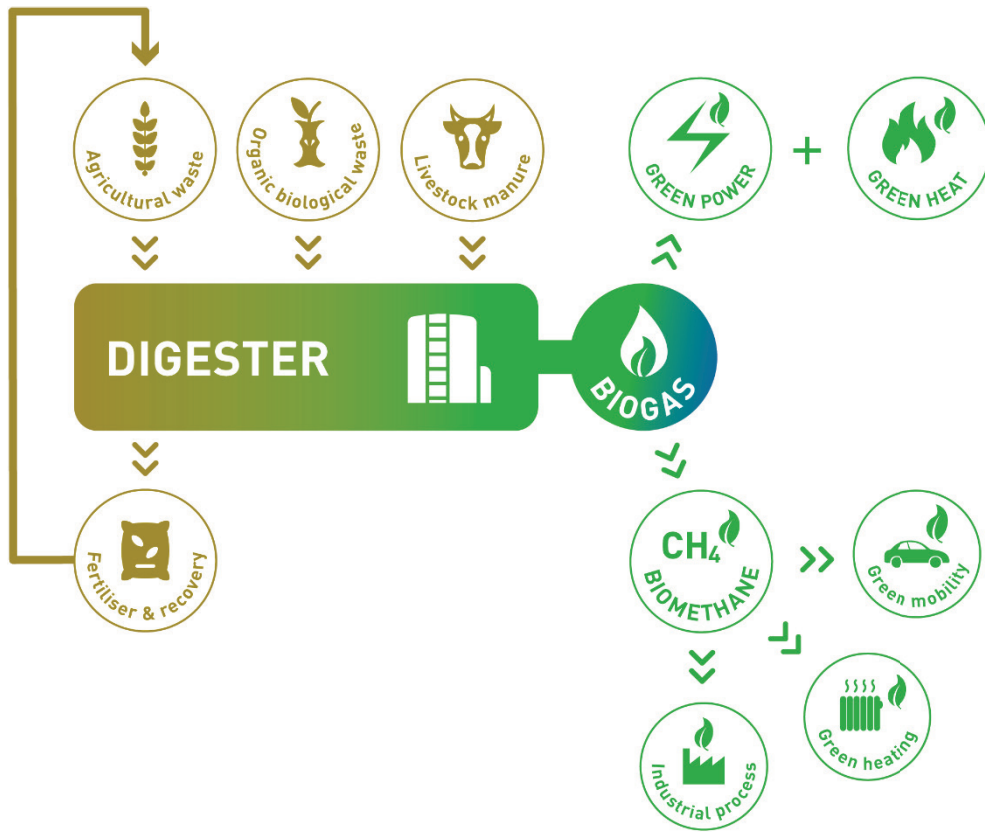 Agricultural waste
Organic biological waste
Livestock manure
GREEN POWER
+
GREEN HEAT
DIGESTER
BIOGAS
Fertiliser & recovery
CH₄
BIOMETHANE
Green mobility
Green heating
Industrial process